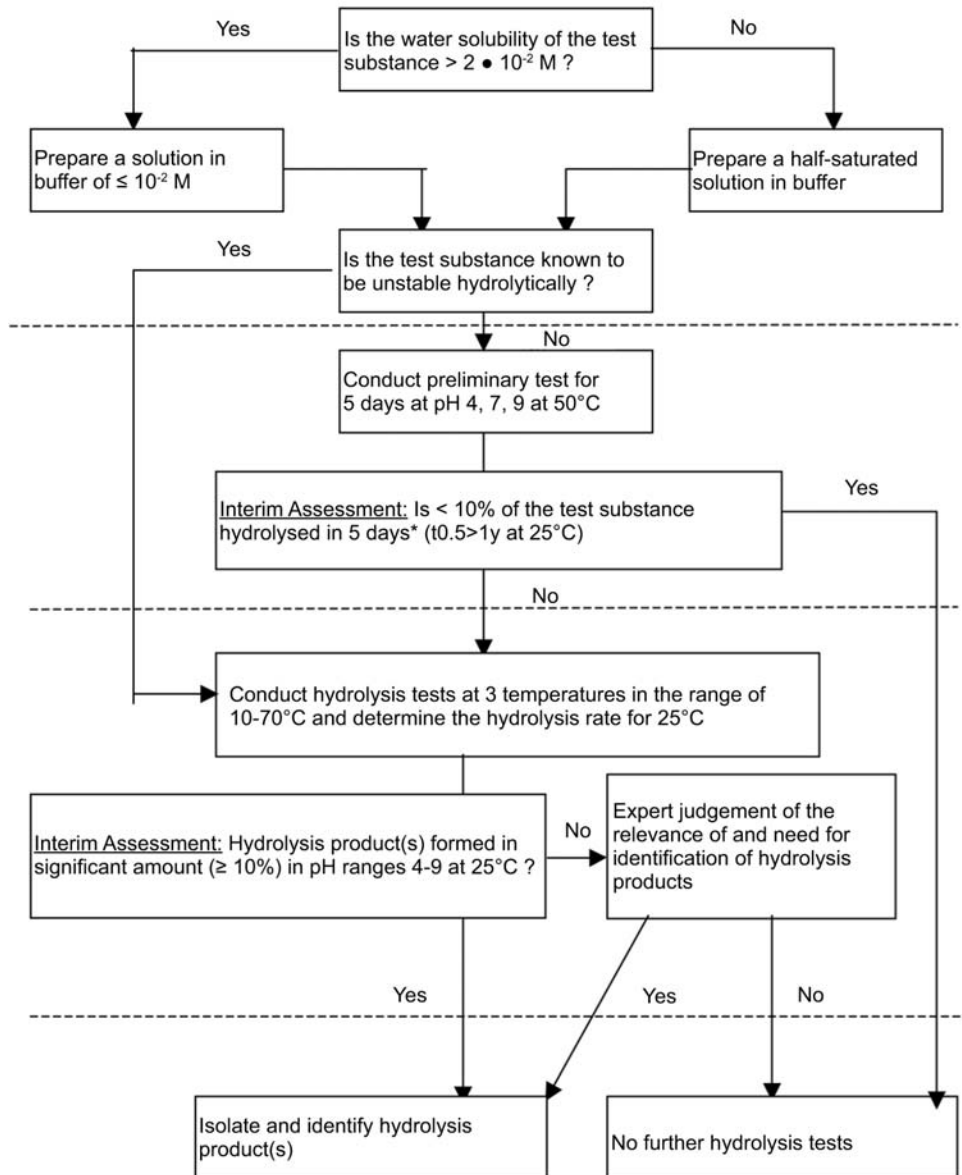 Yes
Is the water solubility of the test
substance > 2 ● 10⁻² M ?
No
Prepare a solution in
buffer of ≤ 10⁻² M
Prepare a half-saturated
solution in buffer
Yes
Is the test substance known to
be unstable hydrolytically ?
No
Conduct preliminary test for
5 days at pH 4, 7, 9 at 50°C
Interim Assessment: Is < 10% of the test substance
hydrolysed in 5 days* (t0.5>1y at 25°C)
Yes
No
Conduct hydrolysis tests at 3 temperatures in the range of
10-70°C and determine the hydrolysis rate for 25°C
Interim Assessment: Hydrolysis product(s) formed in
significant amount (≥ 10%) in pH ranges 4-9 at 25°C ?
No
Expert judgement of the
relevance of and need for
identification of hydrolysis
products
Yes
Yes
No
Isolate and identify hydrolysis
product(s)
No further hydrolysis tests